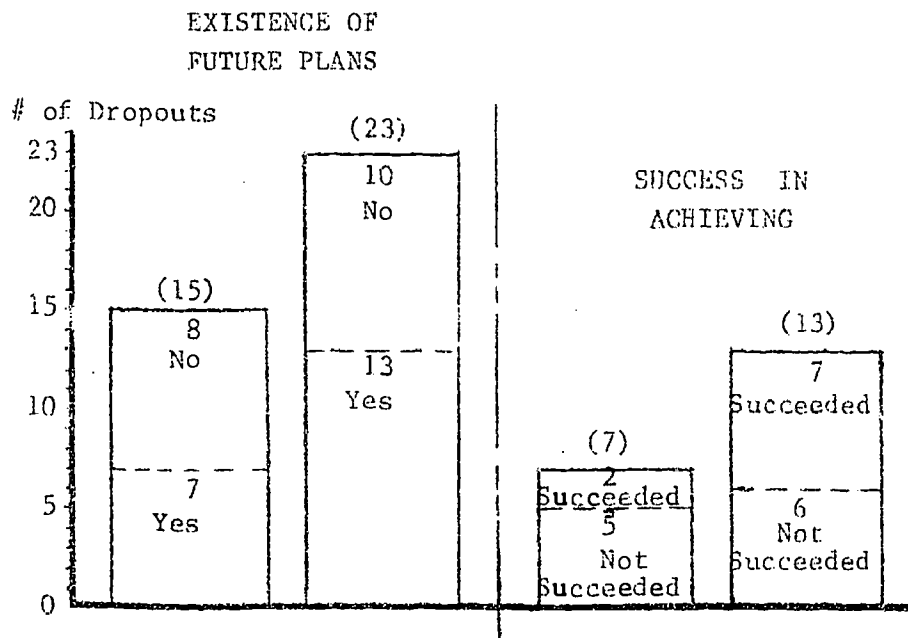 EXISTENCE OF
FUTURE PLANS
# of Dropouts
23
20
15
10
5
0
(15)
8
No
7
Yes
(23)
10
No
13
Yes
SUCCESS IN
ACHIEVING
(7)
2
Succeeded
5
Not
Succeeded
(13)
7
Succeeded
6
Not
Succeeded